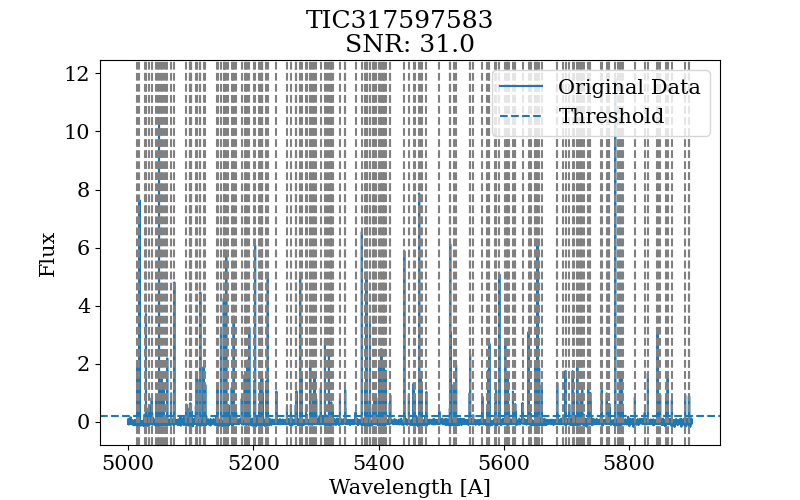 TIC317597583
SNR: 31.0
Original Data
Threshold
12
10
8
6
4
2
0
Flux
5000 5200 5400 5600 5800
Wavelength [A]